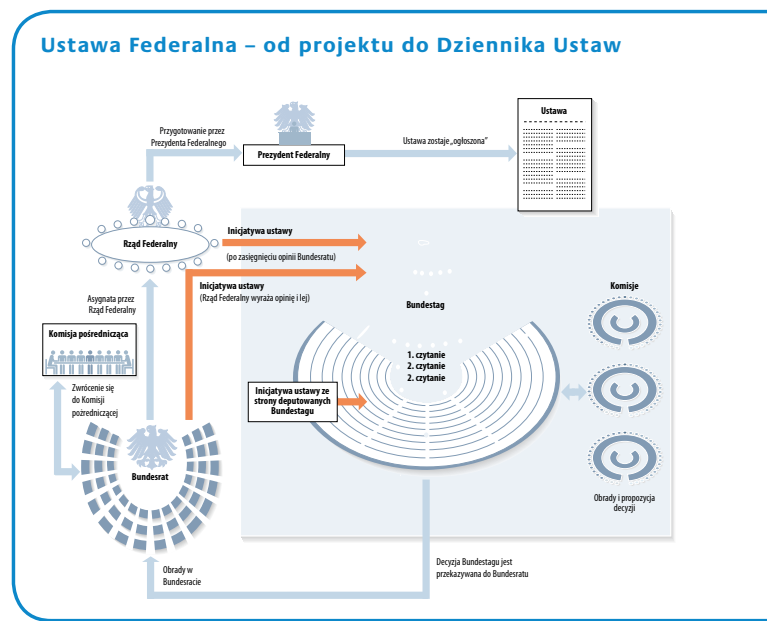 Ustawa Federalna – od projektu do Dziennika Ustaw
Przygotowanie przez
Prezydenta Federalnego
Prezydent Federalny
Ustawa zostaje „ogłoszona”
Ustawa
Rząd Federalny
Inicjatywa ustawy
(po zasięgnięciu opinii Bundesratu)
Inicjatywa ustawy
(Rząd Federalny wyraża opinię i lej)
Asygnata przez
Rząd Federalny
Komisja pośrednicząca
Zwrócenie się
do Komisji
pożredniczącej
Bundesrat
Obrady w
Bundesracie
Bundestag
1. czytanie
2. czytanie
2. czytanie
Inicjatywa ustawy ze
strony deputowanych
Bundestagu
Komisje
Obrady i propozycja
decyzji
Decyzja Bundestagu jest
przekazywana do Bundesratu